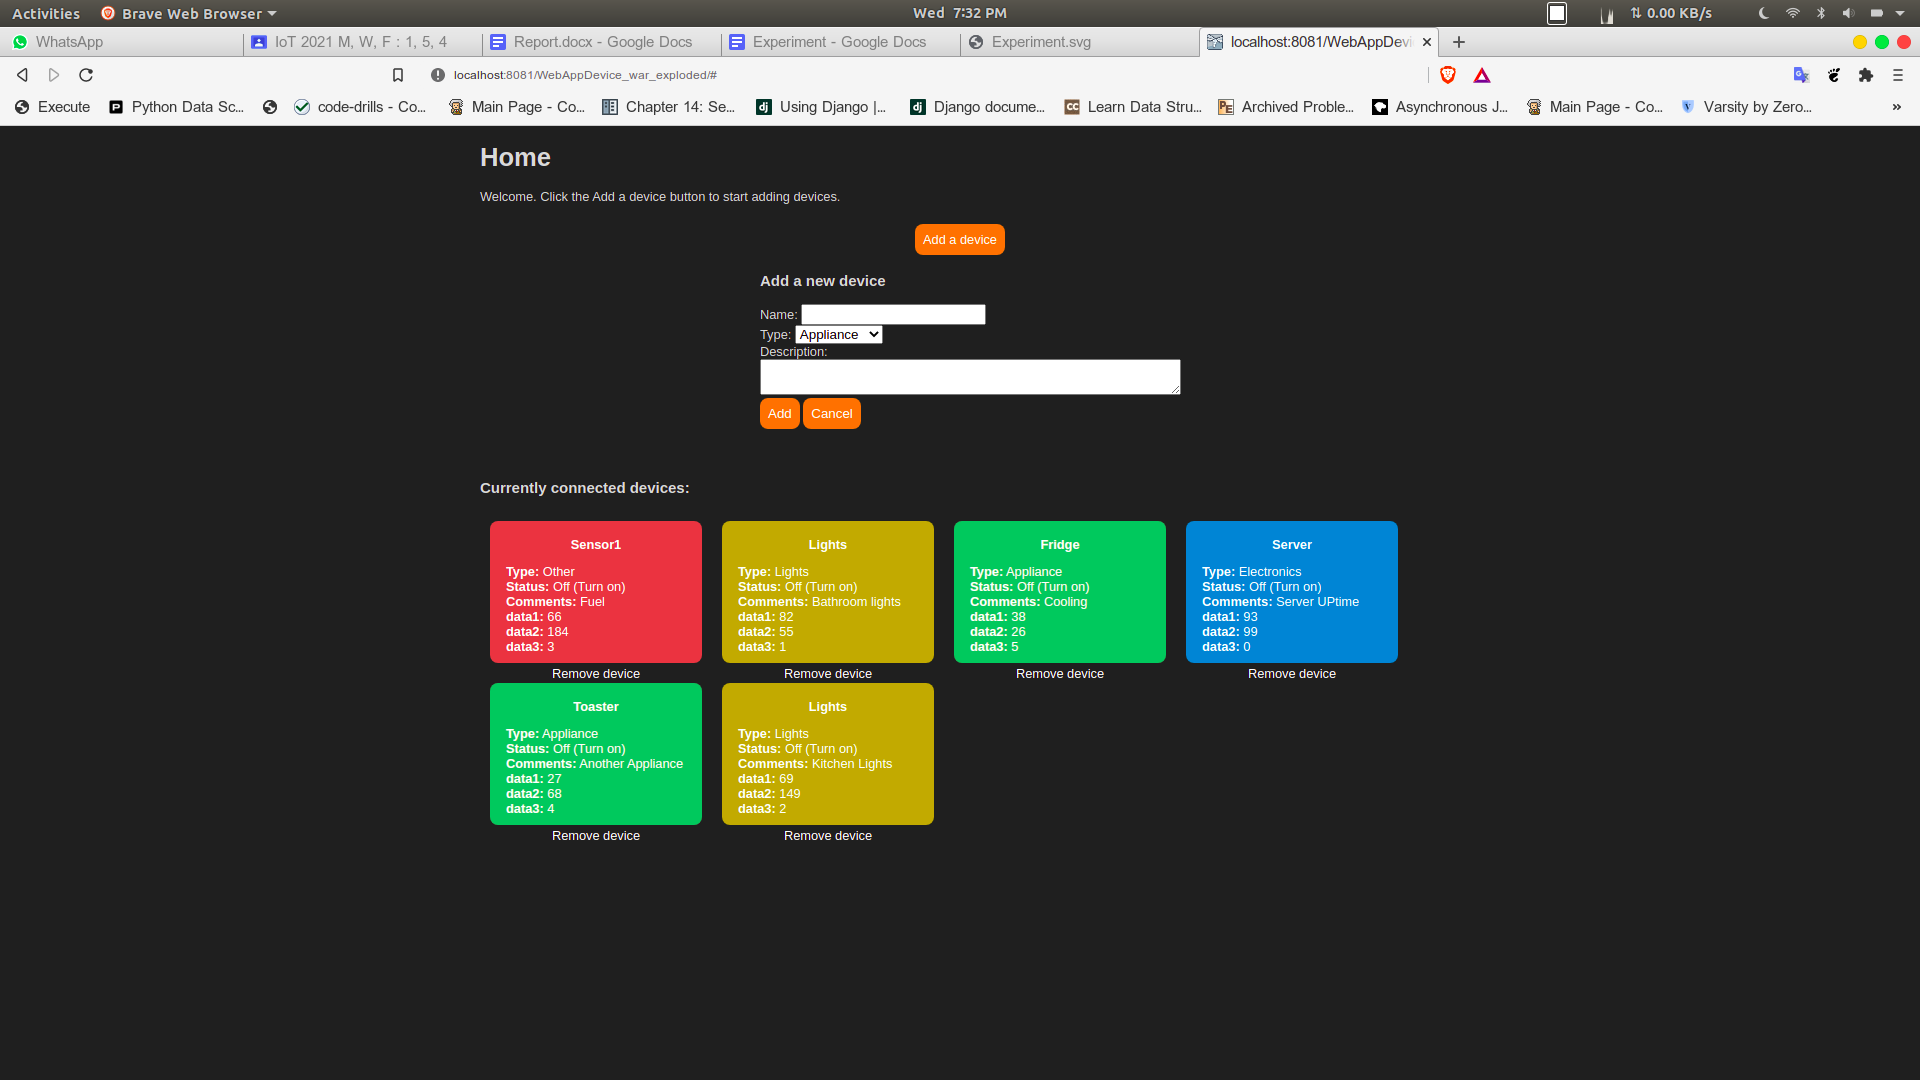 Activities Brave Web Browser Wed 7:32 PM 0.00 KB/s
WhatsApp IoT 2021 M, W, F : 1, 5, 4 Report.docx - Google Docs Experiment - Google Docs Experiment.svg localhost:8081/WebAppDevi
localhost:8081/WebAppDevice_war_exploded/#
Execute Python Data Sc... code-drills - Co... Main Page - Co... Chapter 14: Se... Using Django |... Django docume... Learn Data Stru... Archived Proble... Asynchronous J... Main Page - Co... Varsity by Zero... »
Home
Welcome. Click the Add a device button to start adding devices.
Add a device
Add a new device
Name:
Type: Appliance
Description:
Add Cancel
Currently connected devices:
Sensor1
Type: Other
Status: Off (Turn on)
Comments: Fuel
data1: 66
data2: 184
data3: 3
Remove device
Lights
Type: Lights
Status: Off (Turn on)
Comments: Bathroom lights
data1: 82
data2: 55
data3: 1
Remove device
Fridge
Type: Appliance
Status: Off (Turn on)
Comments: Cooling
data1: 38
data2: 26
data3: 5
Remove device
Server
Type: Electronics
Status: Off (Turn on)
Comments: Server UPtime
data1: 93
data2: 99
data3: 0
Remove device
Toaster
Type: Appliance
Status: Off (Turn on)
Comments: Another Appliance
data1: 27
data2: 68
data3: 4
Remove device
Lights
Type: Lights
Status: Off (Turn on)
Comments: Kitchen Lights
data1: 69
data2: 149
data3: 2
Remove device